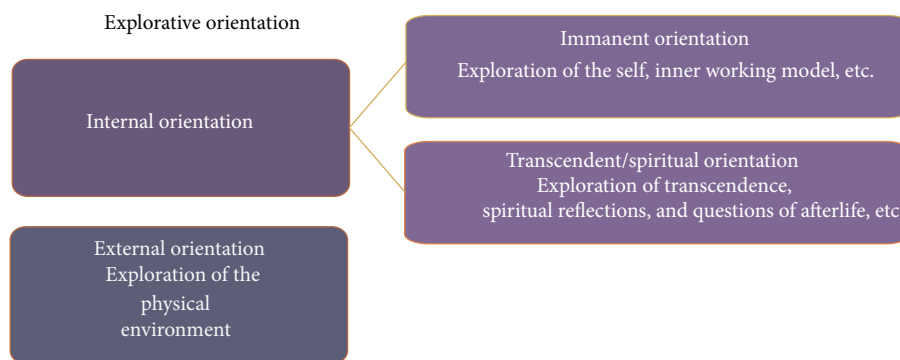 Explorative orientation
Internal orientation
Immanent orientation
Exploration of the self, inner working model, etc.
Transcendent/spiritual orientation
Exploration of transcendence,
spiritual reflections, and questions of afterlife, etc
External orientation
Exploration of the
physical
environment